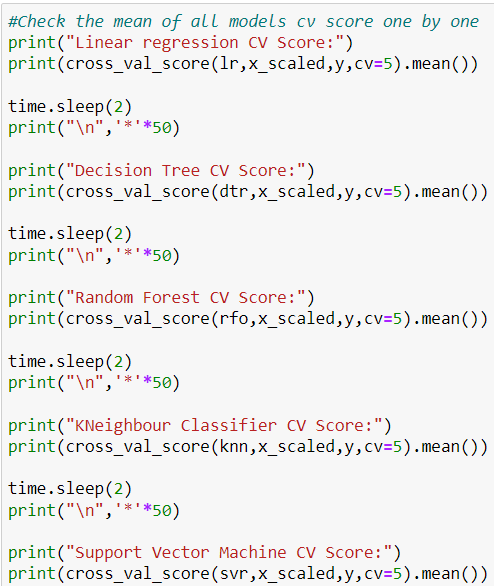 #Check the mean of all models cv score one by one
print("Linear regression CV Score:")
print(cross_val_score(lr,x_scaled,y,cv=5).mean())
time.sleep(2)
print("\n",'*'*50)
print("Decision Tree CV Score:")
print(cross_val_score(dtr,x_scaled,y,cv=5).mean())
time.sleep(2)
print("\n",'*'*50)
print("Random Forest CV Score:")
print(cross_val_score(rfo,x_scaled,y,cv=5).mean())
time.sleep(2)
print("\n",'*'*50)
print("KNeighbour Classifier CV Score:")
print(cross_val_score(knn,x_scaled,y,cv=5).mean())
time.sleep(2)
print("\n",'*'*50)
print("Support Vector Machine CV Score:")
print(cross_val_score(svr,x_scaled,y,cv=5).mean())